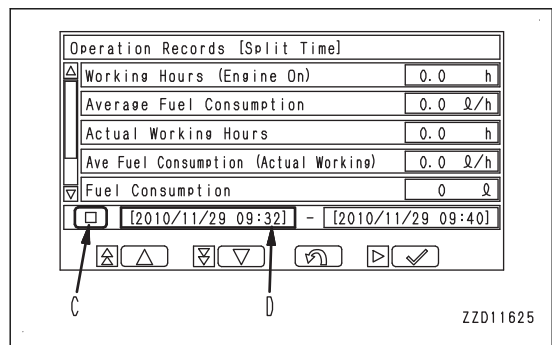 Operation Records [Split Time]
Working Hours (Engine On) 0.0 h
Average Fuel Consumption 0.0 ℓ/h
Actual Working Hours 0.0 h
Ave Fuel Consumption (Actual Working) 0.0 ℓ/h
Fuel Consumption 0 ℓ
[2010/11/29 09:32] - [2010/11/29 09:40]
C D
ZZD11625